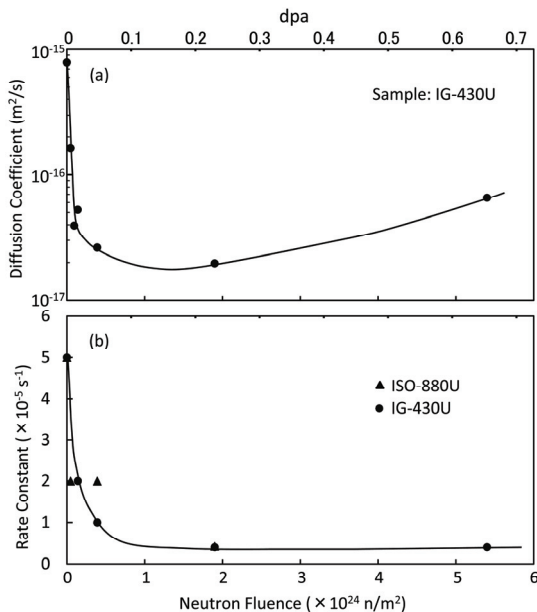 dpa
0 0.1 0.2 0.3 0.4 0.5 0.6 0.7
10⁻¹⁵
(a)
Sample: IG-430U
Diffusion Coefficient (m²/s)
10⁻¹⁶
10⁻¹⁷
6
(b)
5
ISO-880U
IG-430U
4
Rate Constant ( × 10⁻⁵ s⁻¹)
3
2
1
0
0 1 2 3 4 5 6
Neutron Fluence ( × 10²⁴ n/m²)